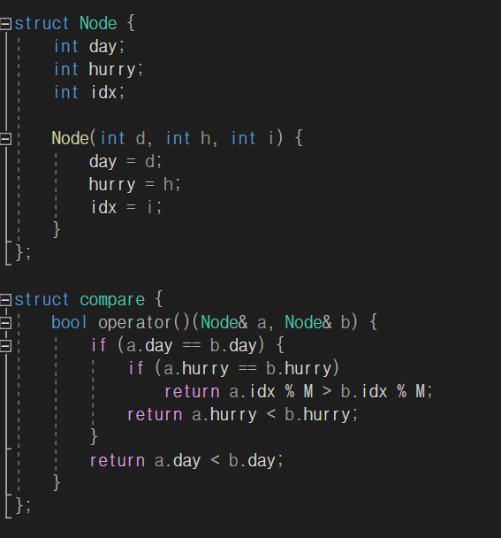 struct Node {
int day;
int hurry;
int idx;
Node(int d, int h, int i) {
day = d;
hurry = h;
idx = i;
}
};
struct compare {
bool operator()(Node& a, Node& b) {
if (a.day == b.day) {
if (a.hurry == b.hurry)
return a.idx % M > b.idx % M;
return a.hurry < b.hurry;
}
return a.day < b.day;
}
};